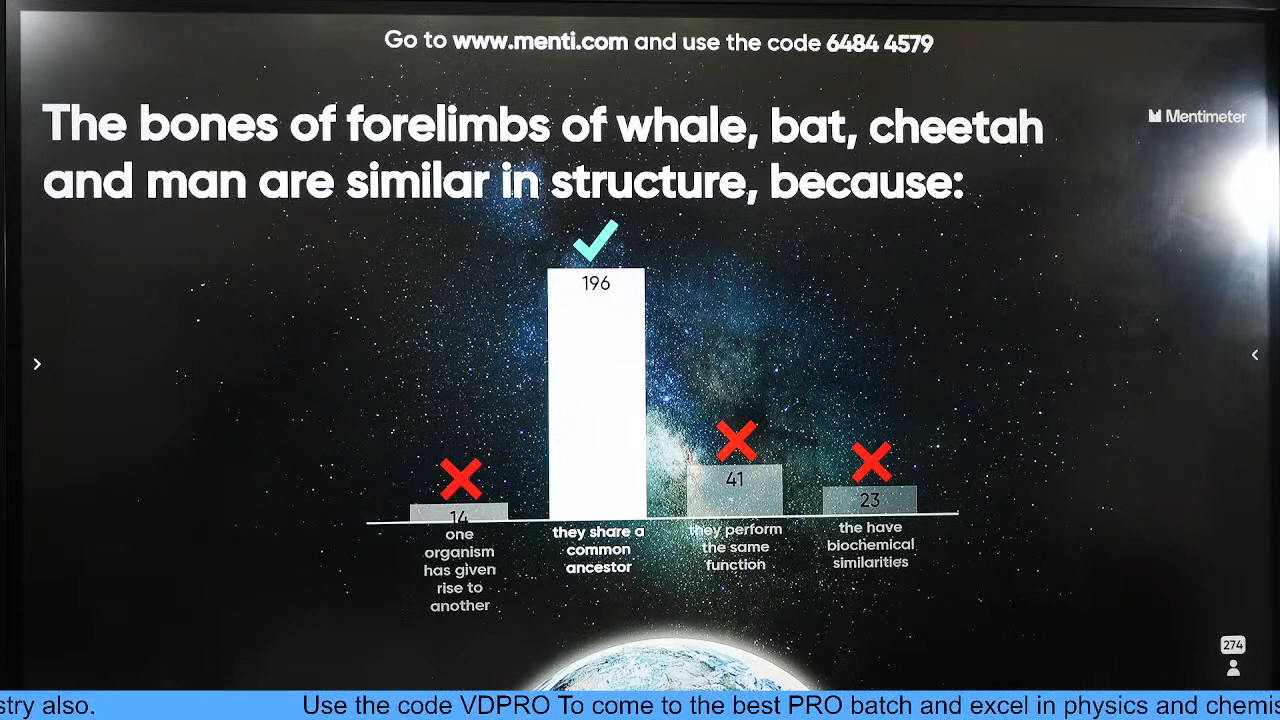 Go to www.menti.com and use the code 6484 4579
The bones of forelimbs of whale, bat, cheetah
and man are similar in structure, because:
Mentimeter
196
41
23
14
one
organism
has given
rise to
another
they share a
common
ancestor
they perform
the same
function
the have
biochemical
similarities
274
stry also.
Use the code VDPRO To come to the best PRO batch and excel in physics and chemis